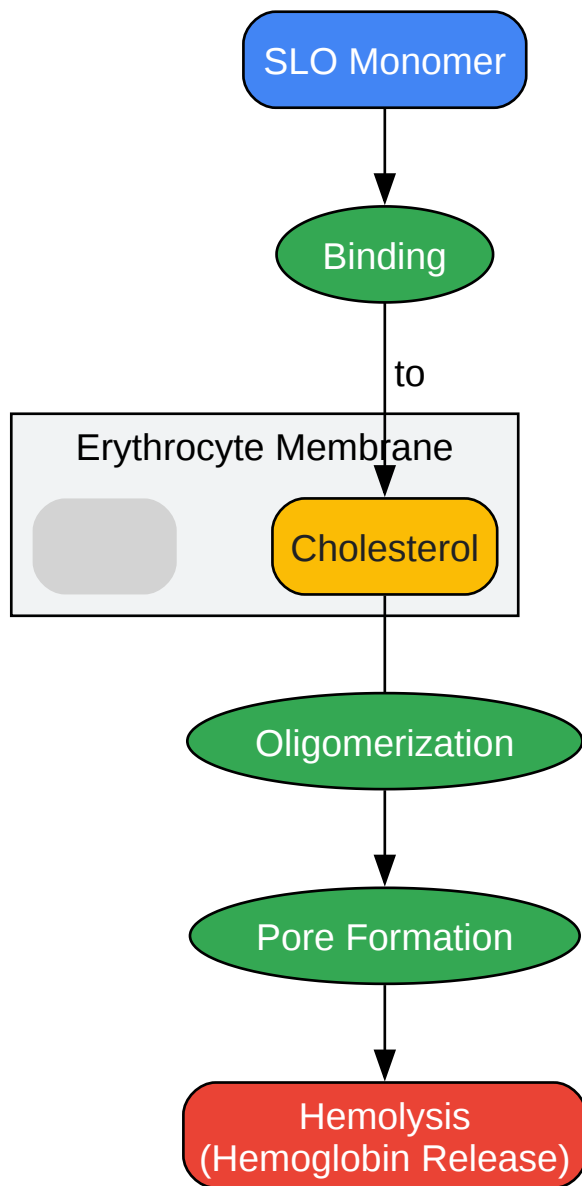 SLO Monomer
Binding
to
Erythrocyte Membrane
Cholesterol
Oligomerization
Pore Formation
Hemolysis
(Hemoglobin Release)